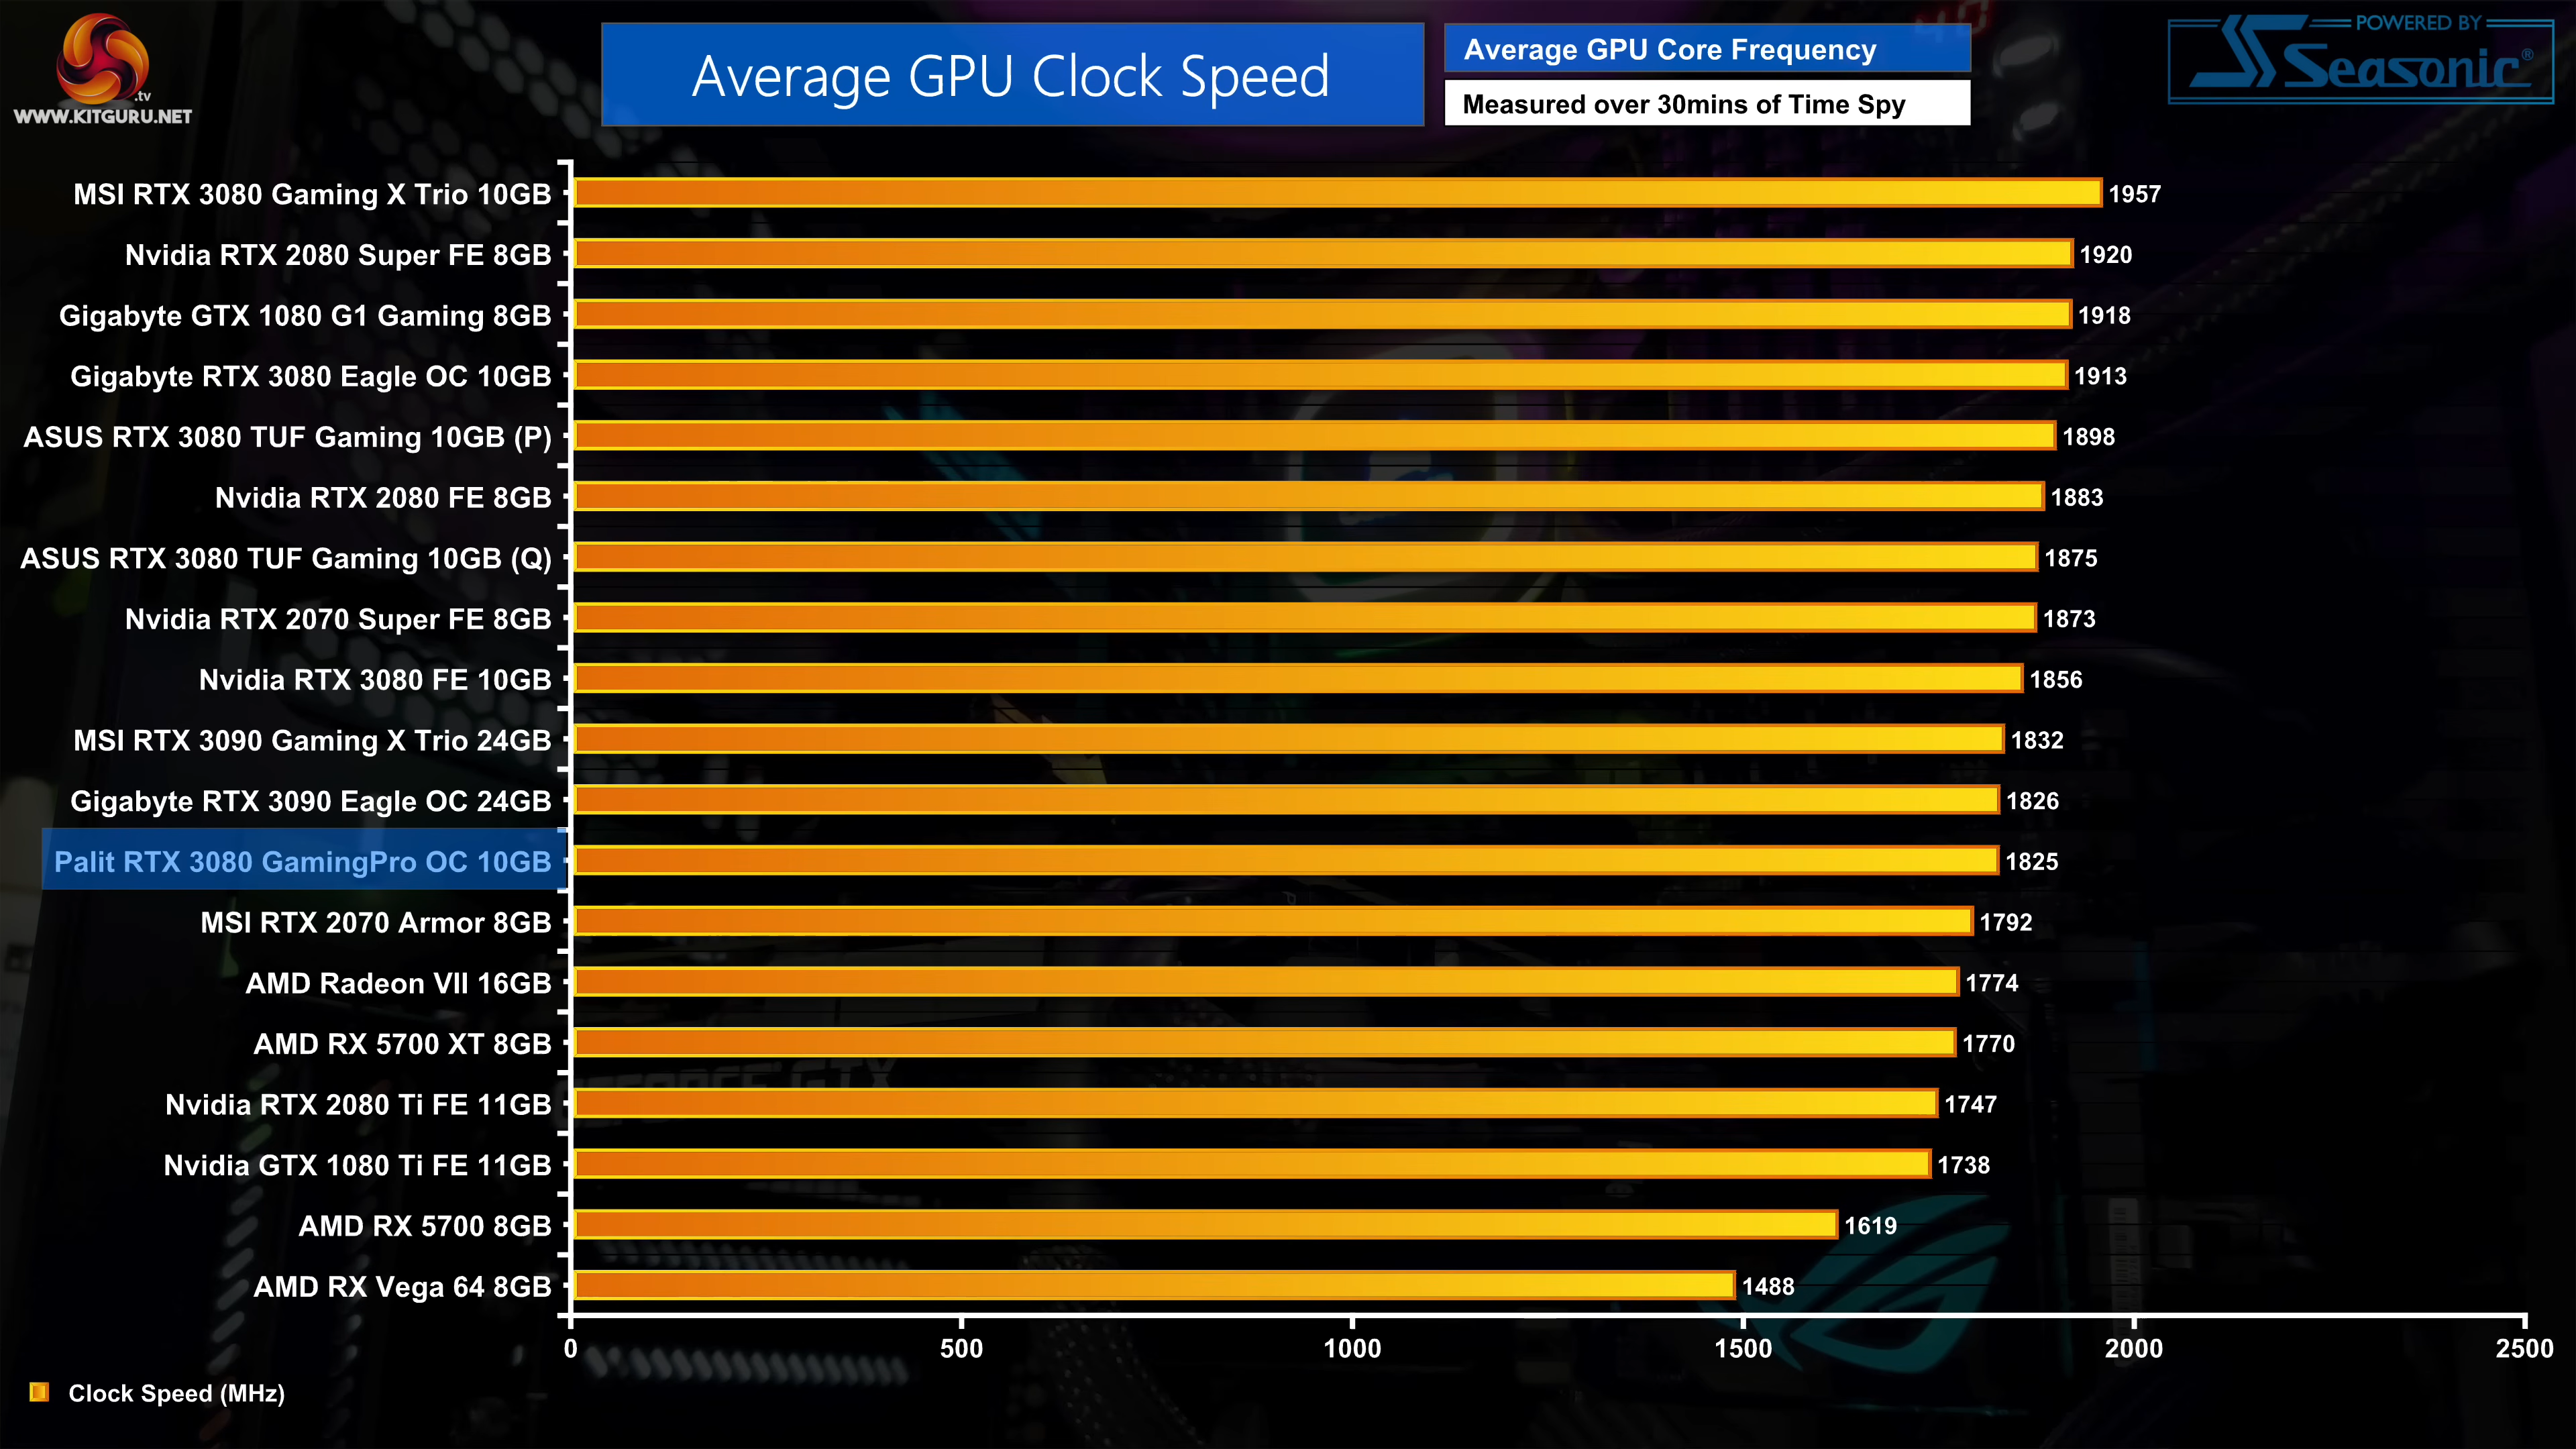 .tv
WWW.KITGURU.NET
Average GPU Clock Speed
Average GPU Core Frequency
Measured over 30mins of Time Spy
POWERED BY
Seasonic®
MSI RTX 3080 Gaming X Trio 10GB 1957
Nvidia RTX 2080 Super FE 8GB 1920
Gigabyte GTX 1080 G1 Gaming 8GB 1918
Gigabyte RTX 3080 Eagle OC 10GB 1913
ASUS RTX 3080 TUF Gaming 10GB (P) 1898
Nvidia RTX 2080 FE 8GB 1883
ASUS RTX 3080 TUF Gaming 10GB (Q) 1875
Nvidia RTX 2070 Super FE 8GB 1873
Nvidia RTX 3080 FE 10GB 1856
MSI RTX 3090 Gaming X Trio 24GB 1832
Gigabyte RTX 3090 Eagle OC 24GB 1826
Palit RTX 3080 GamingPro OC 10GB 1825
MSI RTX 2070 Armor 8GB 1792
AMD Radeon VII 16GB 1774
AMD RX 5700 XT 8GB 1770
Nvidia RTX 2080 Ti FE 11GB 1747
Nvidia GTX 1080 Ti FE 11GB 1738
AMD RX 5700 8GB 1619
AMD RX Vega 64 8GB 1488
0 500 1000 1500 2000 2500
Clock Speed (MHz)